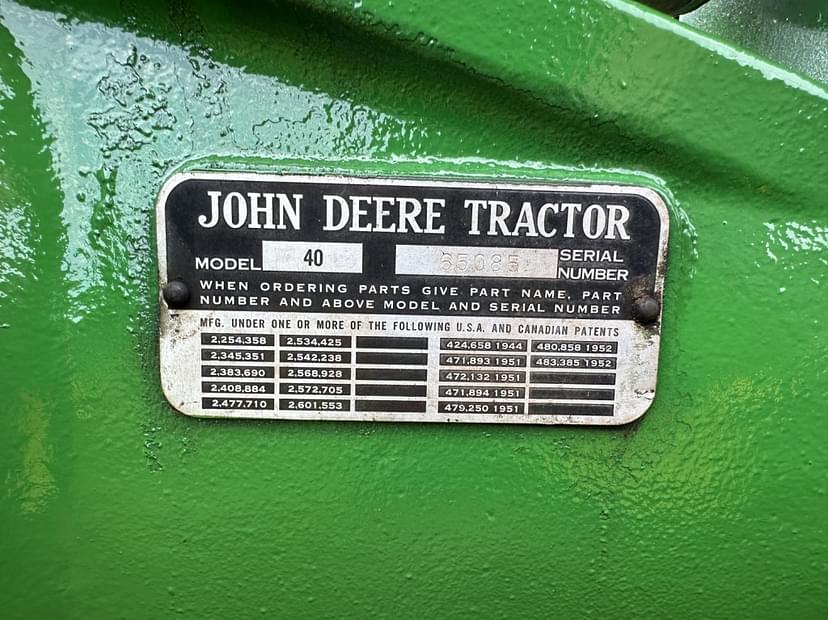 JOHN DEERE TRACTOR
MODEL 40 65085 SERIAL NUMBER
WHEN ORDERING PARTS GIVE PART NAME, PART
NUMBER AND ABOVE MODEL AND SERIAL NUMBER
MFG. UNDER ONE OR MORE OF THE FOLLOWING U.S.A. AND CANADIAN PATENTS
2,254,358 2,534,425 424,658 1944 480,858 1952
2,345,351 2,542,238 471,893 1951 483,385 1952
2,383,690 2,568,928 472,132 1951
2,408,884 2,572,705 471,894 1951
2,477,710 2,601,553 479,250 1951